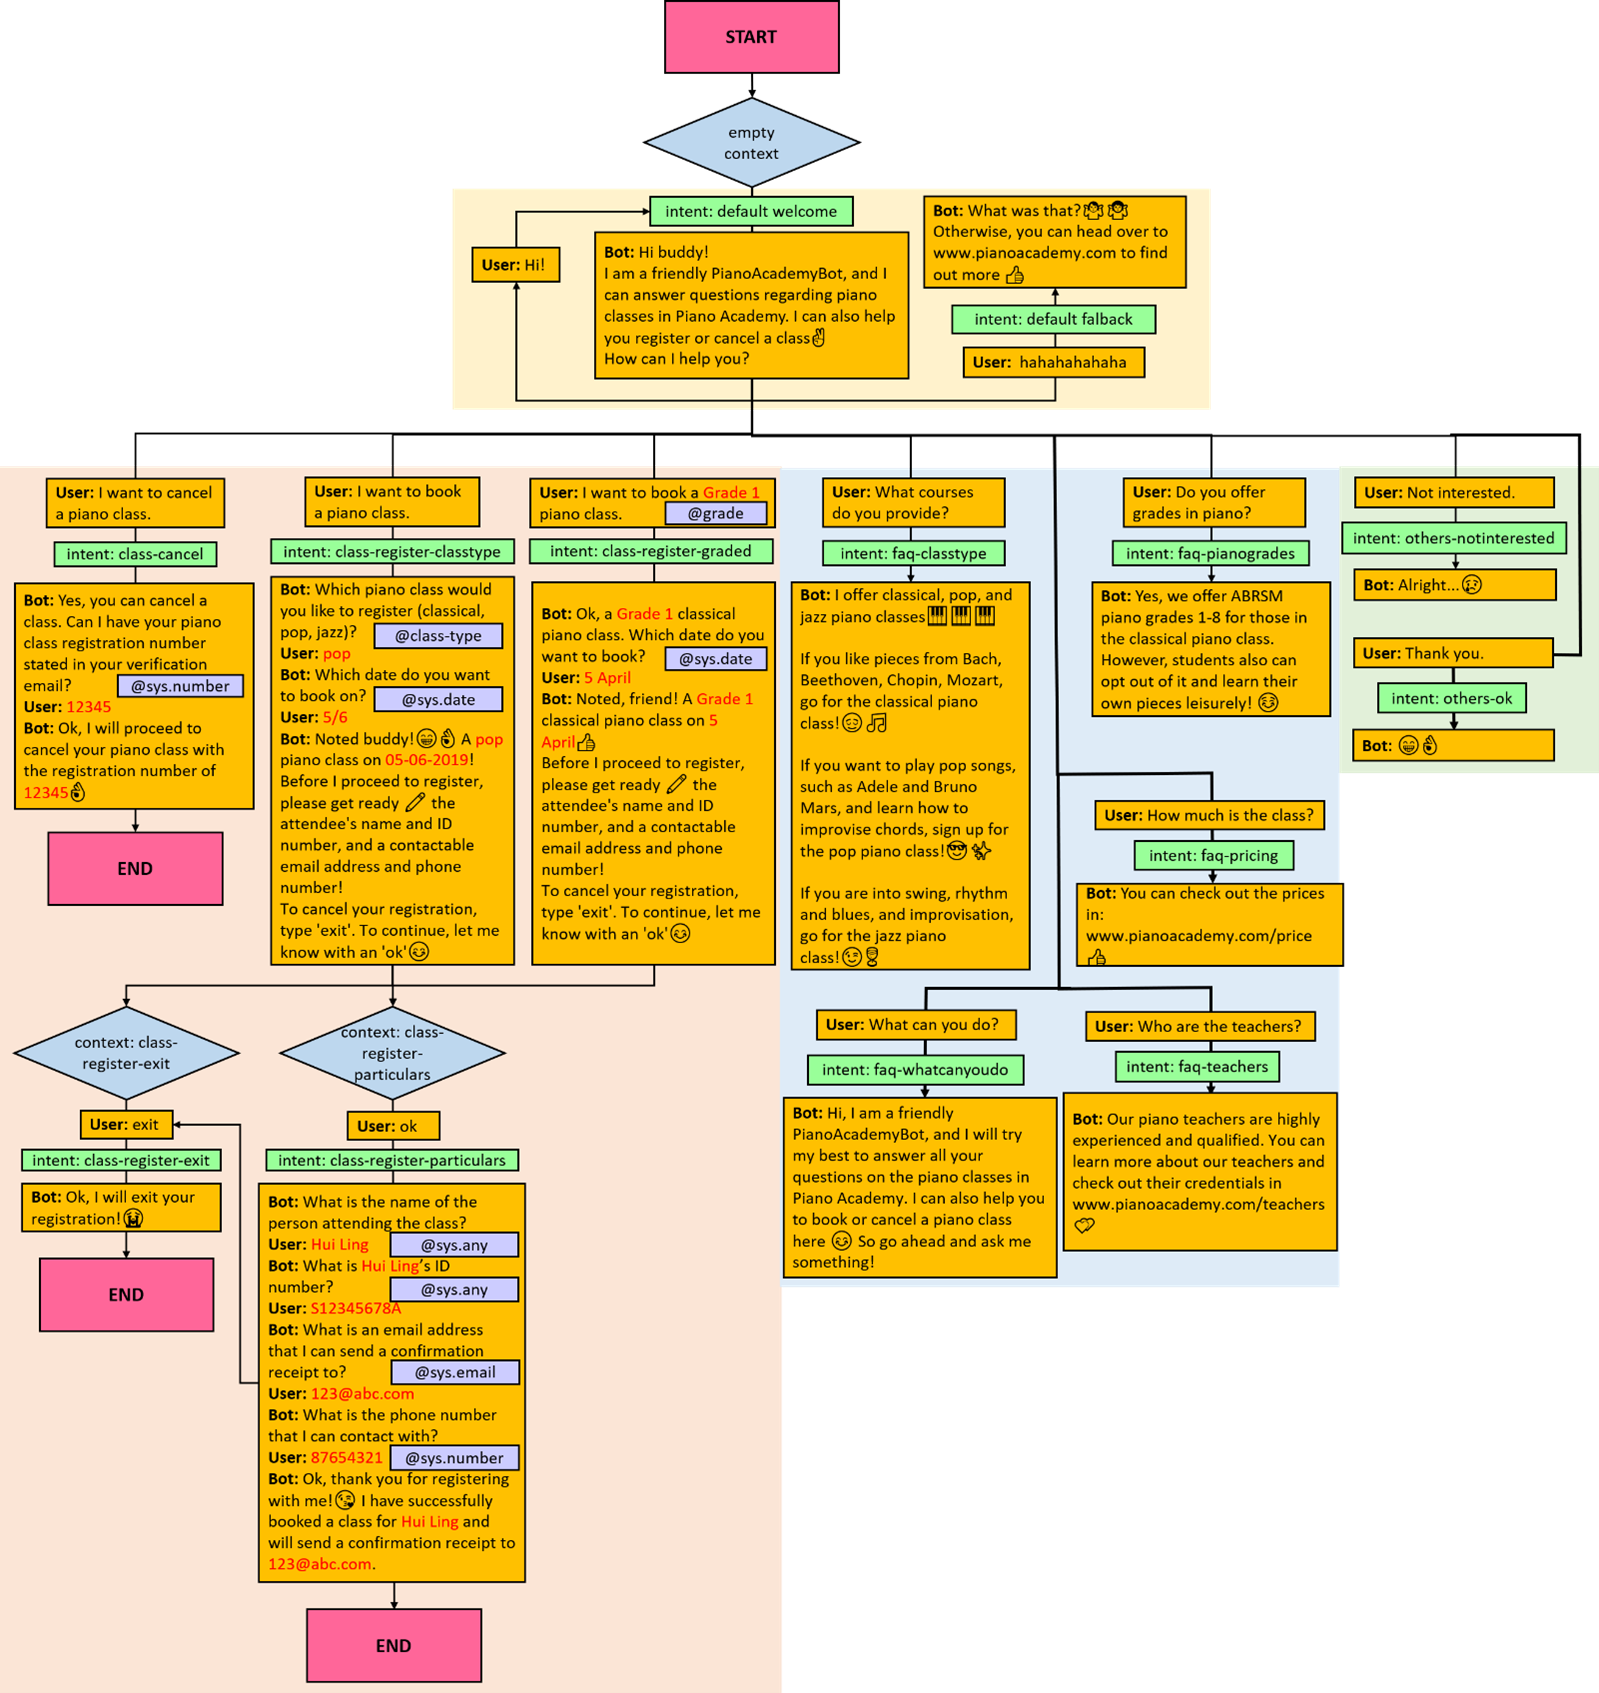 START
empty
context
intent: default welcome
User: Hi!
Bot: Hi buddy!
I am a friendly PianoAcademyBot, and I
can answer questions regarding piano
classes in Piano Academy. I can also help
you register or cancel a class✌
How can I help you?
Bot: What was that?🤷🤷
Otherwise, you can head over to
www.pianoacademy.com to find
out more 👍
intent: default falback
User: hahahahahaha
User: I want to cancel
a piano class.
intent: class-cancel
Bot: Yes, you can cancel a
class. Can I have your piano
class registration number
stated in your verification
email?
@sys.number
User: 12345
Bot: Ok, I will proceed to
cancel your piano class with
the registration number of
12345👌
END
User: I want to book
a piano class.
intent: class-register-classtype
Bot: Which piano class would
you like to register (classical,
pop, jazz)?
@class-type
User: pop
Bot: Which date do you want
to book on?
@sys.date
User: 5/6
Bot: Noted buddy!😁👌 A pop
piano class on 05-06-2019!
Before I proceed to register,
please get ready 🖊 the
attendee's name and ID
number, and a contactable
email address and phone
number!
To cancel your registration,
type 'exit'. To continue, let me
know with an 'ok'😊
User: I want to book a Grade 1
piano class.
@grade
intent: class-register-graded
Bot: Ok, a Grade 1 classical
piano class. Which date do you
want to book?
@sys.date
User: 5 April
Bot: Noted, friend! A Grade 1
classical piano class on 5
April👍
Before I proceed to register,
please get ready 🖊 the
attendee's name and ID
number, and a contactable
email address and phone
number!
To cancel your registration,
type 'exit'. To continue, let me
know with an 'ok'😊
User: What courses
do you provide?
intent: faq-classtype
Bot: I offer classical, pop, and
jazz piano classes🎹 🎹 🎹
If you like pieces from Bach,
Beethoven, Chopin, Mozart,
go for the classical piano
class!😌🎵
If you want to play pop songs,
such as Adele and Bruno
Mars, and learn how to
improvise chords, sign up for
the pop piano class!😎✨
If you are into swing, rhythm
and blues, and improvisation,
go for the jazz piano
class!😉🍷
User: Do you offer
grades in piano?
intent: faq-pianogrades
Bot: Yes, we offer ABRSM
piano grades 1-8 for those in
the classical piano class.
However, students also can
opt out of it and learn their
own pieces leisurely! 😂
User: How much is the class?
intent: faq-pricing
Bot: You can check out the prices
in:
www.pianoacademy.com/price
👍
User: Not interested.
intent: others-notinterested
Bot: Alright...😢
User: Thank you.
intent: others-ok
Bot: 😁👌
context: class-
register-exit
User: exit
intent: class-register-exit
Bot: Ok, I will exit your
registration!😭
END
context: class-
register-
particulars
User: ok
intent: class-register-particulars
Bot: What is the name of the
person attending the class?
User: Hui Ling
@sys.any
Bot: What is Hui Ling’s ID
number?
@sys.any
User: S12345678A
Bot: What is an email address
that I can send a confirmation
receipt to?
@sys.email
User: 123@abc.com
Bot: What is the phone number
that I can contact with?
User: 87654321
@sys.number
Bot: Ok, thank you for registering
with me!😘 I have successfully
booked a class for Hui Ling and
will send a confirmation receipt to
123@abc.com.
END
User: What can you do?
intent: faq-whatcanyoudo
Bot: Hi, I am a friendly
PianoAcademyBot, and I will try
my best to answer all your
questions on the piano classes in
Piano Academy. I can also help you
to book or cancel a piano class
here 😊 So go ahead and ask me
something!
User: Who are the teachers?
intent: faq-teachers
Bot: Our piano teachers are highly
experienced and qualified. You can
learn more about our teachers and
check out their credentials in
www.pianoacademy.com/teachers
💕